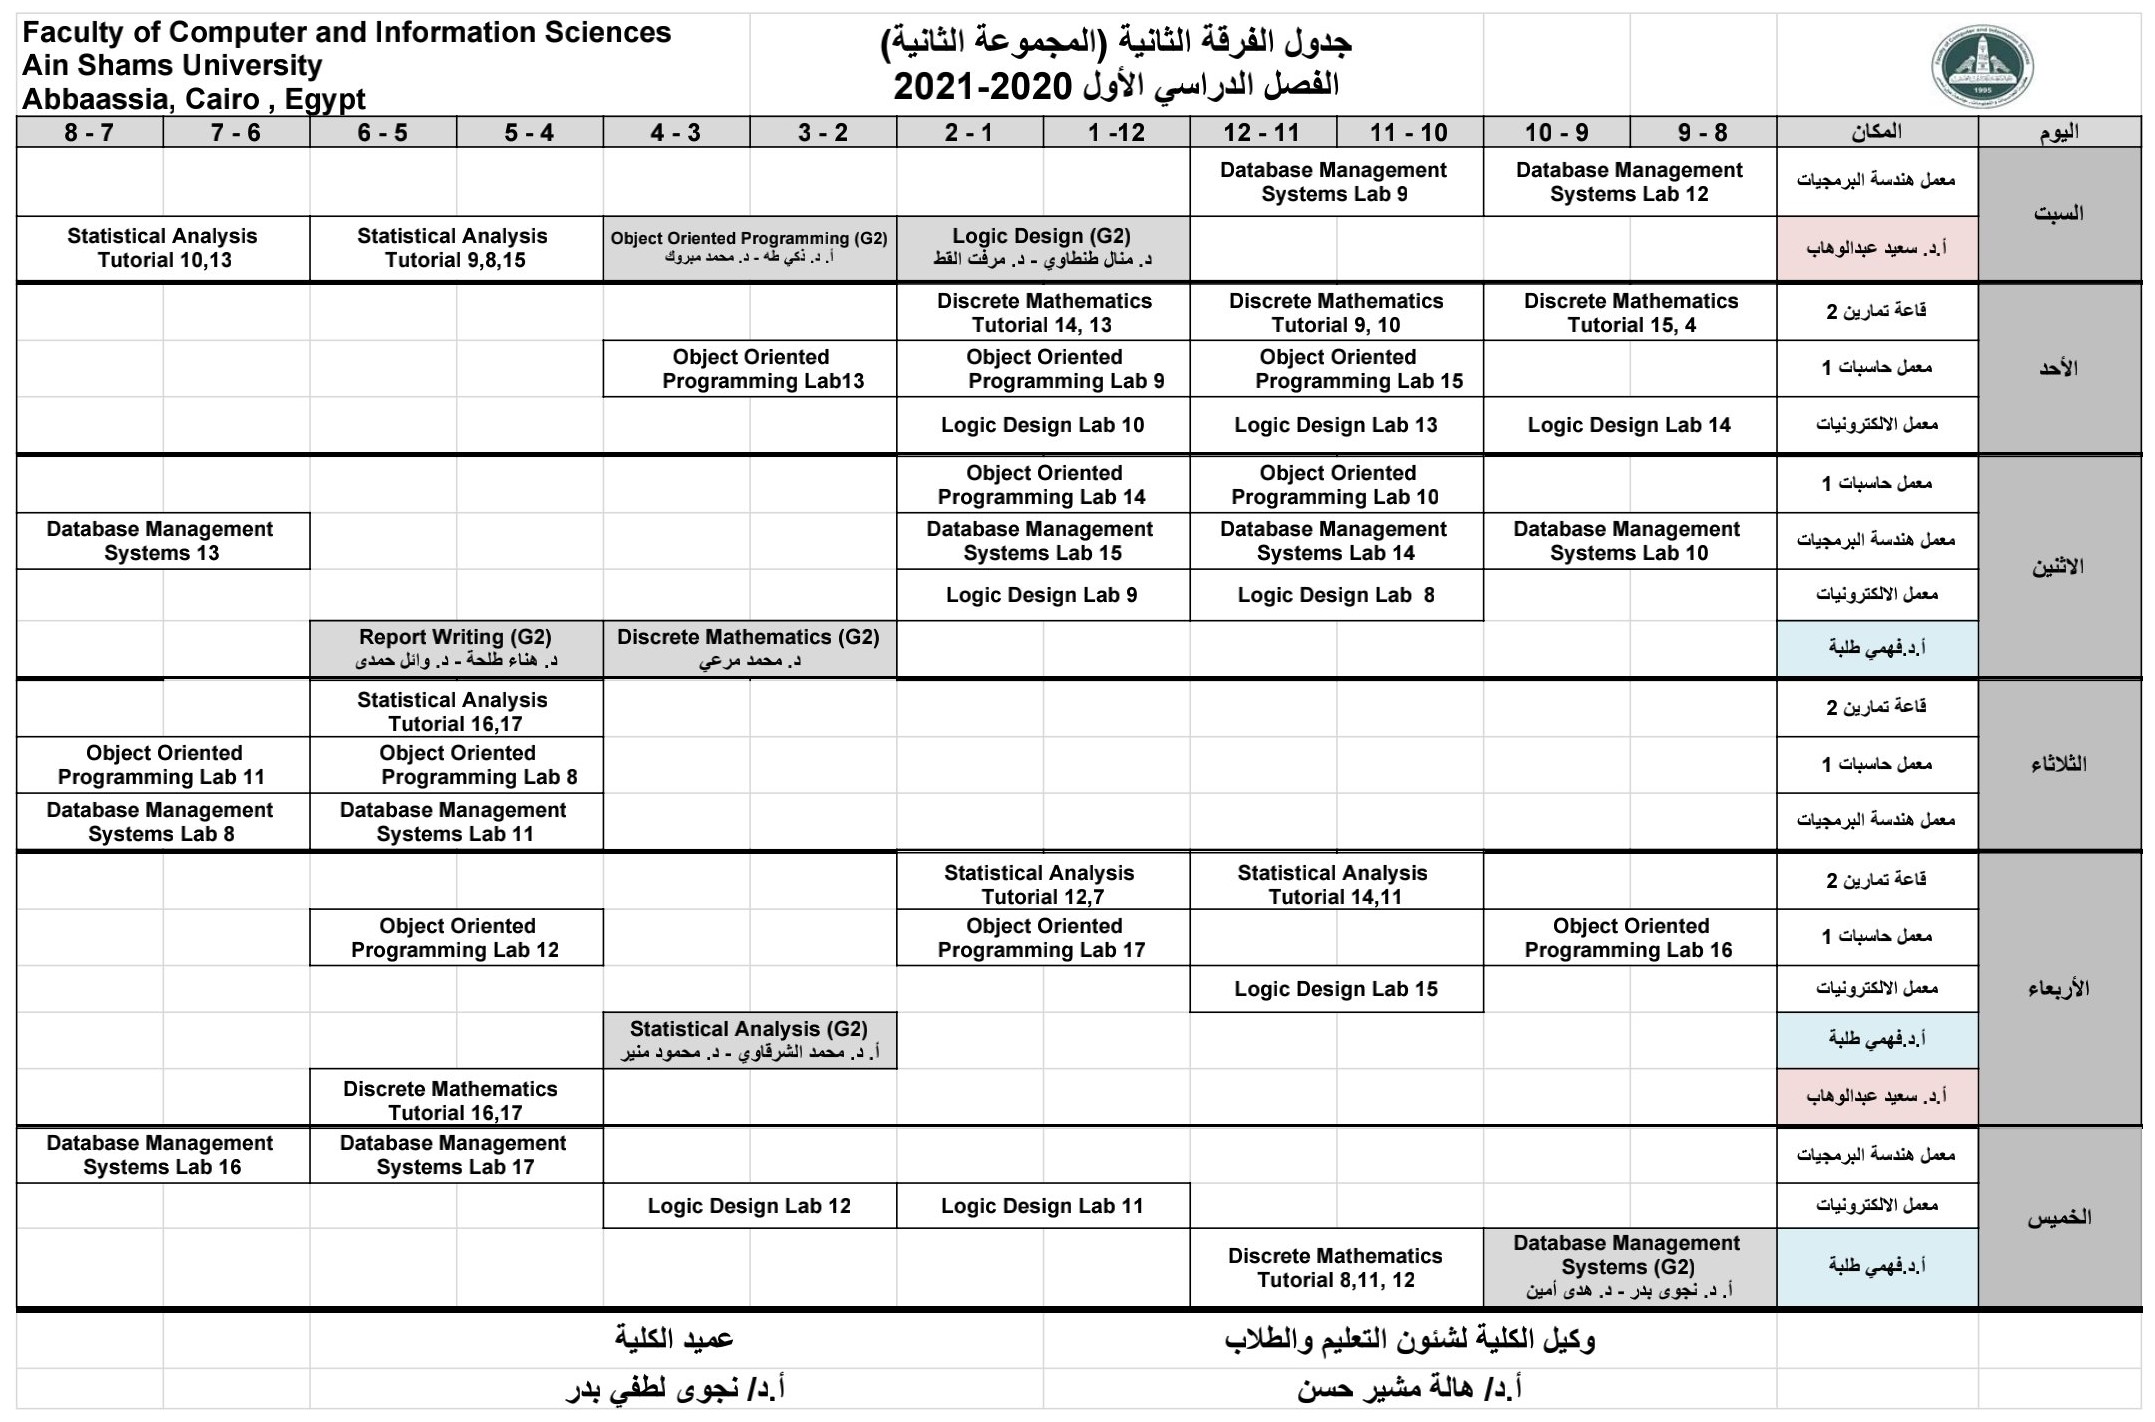 Faculty of Computer and Information Sciences
Ain Shams University
Abbaassia, Cairo , Egypt
جدول الفرقة الثانية (المجموعة الثانية)
الفصل الدراسي الأول 2020-2021
1995
اليوم
المكان
9 - 8
10 - 9
11 - 10
12 - 11
1 -12
2 - 1
3 - 2
4 - 3
5 - 4
6 - 5
7 - 6
8 - 7
السبت
معمل هندسة البرمجيات
Database Management
Systems Lab 12
Database Management
Systems Lab 9
أ.د. سعيد عبدالوهاب
Logic Design (G2)
د. منال طنطاوي - د. مرفت القط
Object Oriented Programming (G2)
أ. د. زكي طه - د. محمد مبروك
Statistical Analysis
Tutorial 9,8,15
Statistical Analysis
Tutorial 10,13
الأحد
قاعة تمارين 2
Discrete Mathematics
Tutorial 15, 4
Discrete Mathematics
Tutorial 9, 10
Discrete Mathematics
Tutorial 14, 13
معمل حاسبات 1
Object Oriented
Programming Lab 15
Object Oriented
Programming Lab 9
Object Oriented
Programming Lab13
معمل الالكترونيات
Logic Design Lab 14
Logic Design Lab 13
Logic Design Lab 10
الاثنين
معمل حاسبات 1
Object Oriented
Programming Lab 10
Object Oriented
Programming Lab 14
معمل هندسة البرمجيات
Database Management
Systems Lab 10
Database Management
Systems Lab 14
Database Management
Systems Lab 15
Database Management
Systems 13
معمل الالكترونيات
Logic Design Lab 8
Logic Design Lab 9
أ.د.فهمي طلبة
Discrete Mathematics (G2)
د. محمد مرعي
Report Writing (G2)
د. هناء طلحة - د. وائل حمدى
الثلاثاء
قاعة تمارين 2
Statistical Analysis
Tutorial 16,17
معمل حاسبات 1
Object Oriented
Programming Lab 8
Object Oriented
Programming Lab 11
معمل هندسة البرمجيات
Database Management
Systems Lab 11
Database Management
Systems Lab 8
الأربعاء
قاعة تمارين 2
Statistical Analysis
Tutorial 14,11
Statistical Analysis
Tutorial 12,7
معمل حاسبات 1
Object Oriented
Programming Lab 16
Object Oriented
Programming Lab 17
Object Oriented
Programming Lab 12
معمل الالكترونيات
Logic Design Lab 15
أ.د.فهمي طلبة
Statistical Analysis (G2)
أ. د. محمد الشرقاوي - د. محمود منير
أ.د. سعيد عبدالوهاب
Discrete Mathematics
Tutorial 16,17
الخميس
معمل هندسة البرمجيات
Database Management
Systems Lab 17
Database Management
Systems Lab 16
معمل الالكترونيات
Logic Design Lab 11
Logic Design Lab 12
أ.د.فهمي طلبة
Database Management
Systems (G2)
أ. د. نجوى بدر - د. هدى أمين
Discrete Mathematics
Tutorial 8,11, 12
وكيل الكلية لشئون التعليم والطلاب
عميد الكلية
أ.د/ هالة مشير حسن
أ.د/ نجوى لطفي بدر